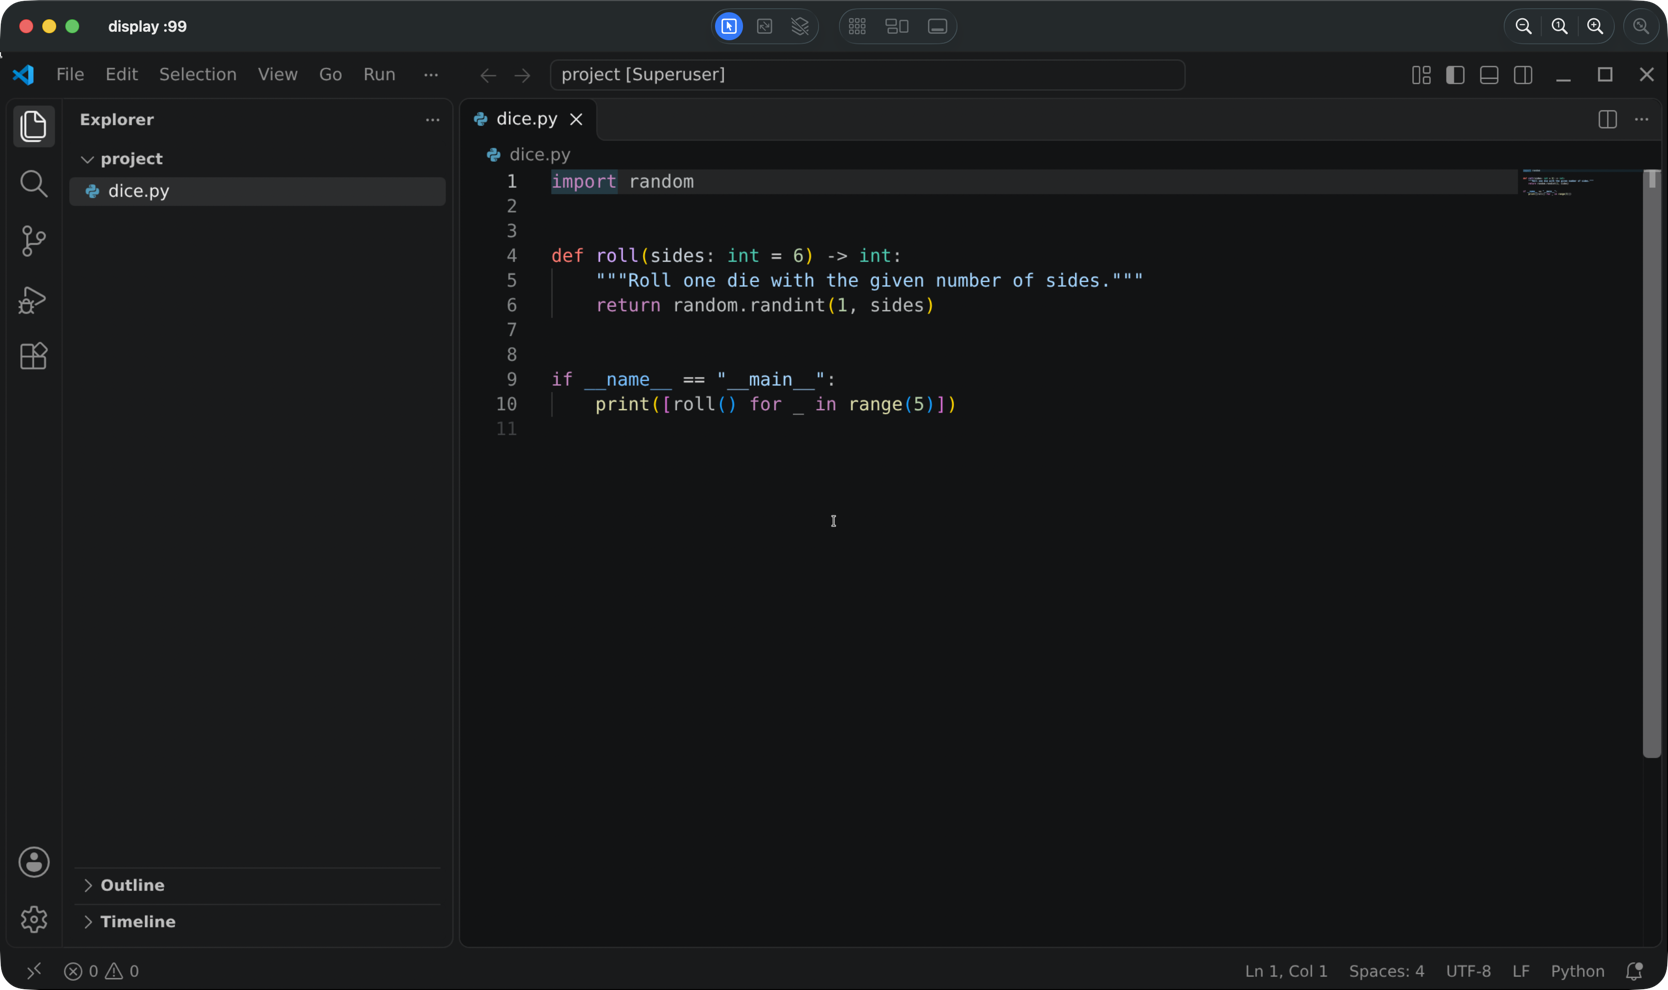 display :99
File Edit Selection View Go Run ···
project [Superuser]
Explorer ···
project
dice.py
dice.py
dice.py
1 import random
2
3
4 def roll(sides: int = 6) -> int:
5     """Roll one die with the given number of sides."""
6     return random.randint(1, sides)
7
8
9 if __name__ == "__main__":
10     print([roll() for _ in range(5)])
11
Outline
Timeline
0 0
Ln 1, Col 1 Spaces: 4 UTF-8 LF Python